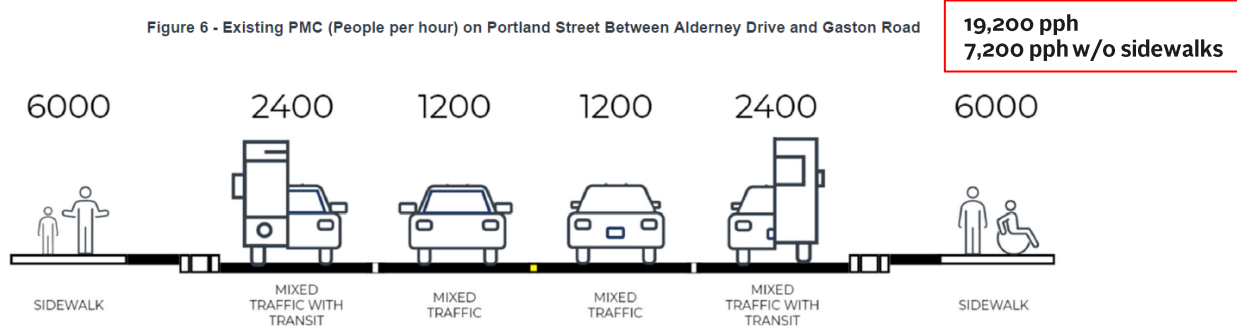 Figure 6 - Existing PMC (People per hour) on Portland Street Between Alderney Drive and Gaston Road
19,200 pph
7,200 pph w/o sidewalks
6000
2400
1200
1200
2400
6000
SIDEWALK
MIXED
TRAFFIC WITH
TRANSIT
MIXED
TRAFFIC
MIXED
TRAFFIC
MIXED
TRAFFIC WITH
TRANSIT
SIDEWALK